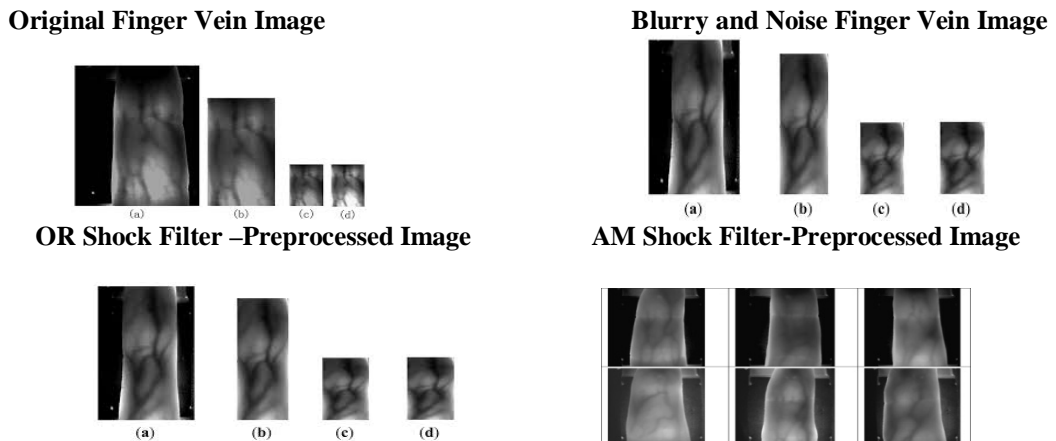 Original Finger Vein Image
Blurry and Noise Finger Vein Image
(a) (b) (c) (d)
(a) (b) (c) (d)
OR Shock Filter –Preprocessed Image
AM Shock Filter-Preprocessed Image
(a) (b) (c) (d)